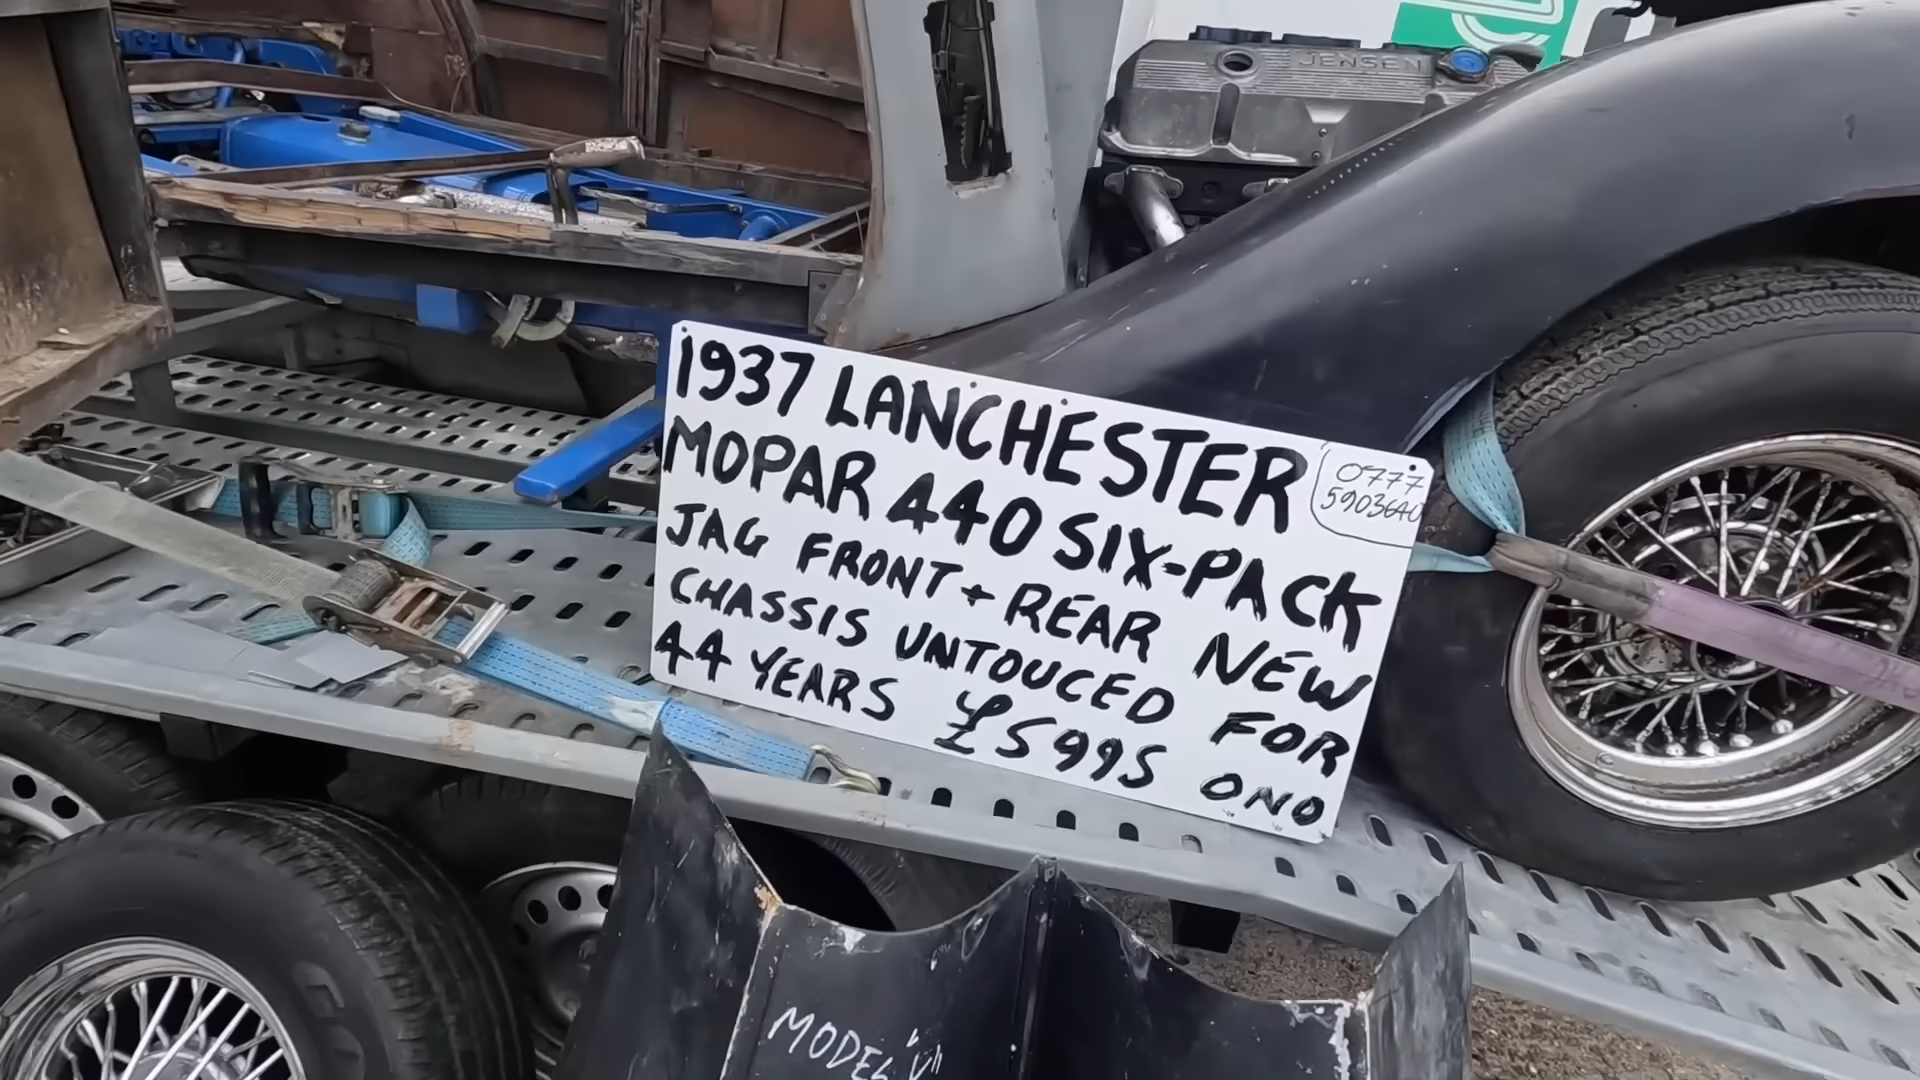 JENSEN
1937 LANCHESTER
0777
5903640
MOPAR 440 SIX-PACK
JAG FRONT + REAR NEW
CHASSIS UNTOUCED FOR
44 YEARS £5995 ONO
MODEL